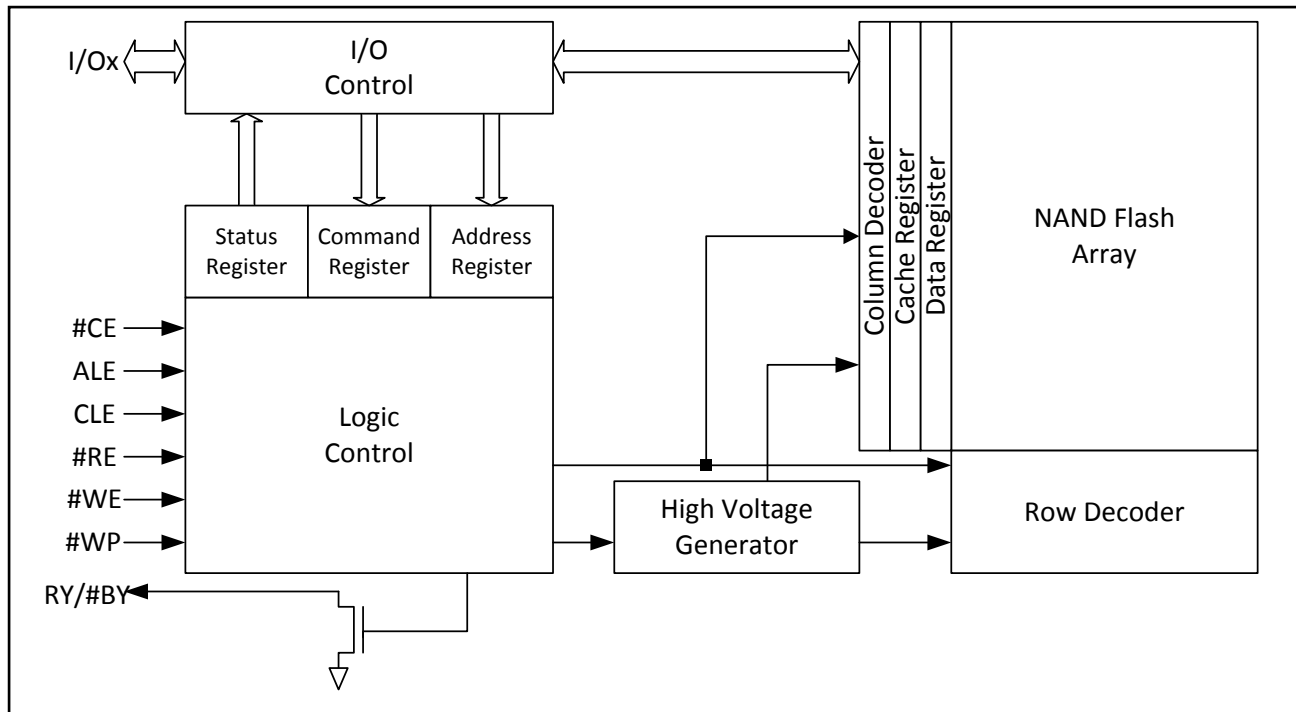 I/Ox
I/O
Control
Status
Register
Command
Register
Address
Register
#CE
ALE
CLE
#RE
#WE
#WP
RY/#BY
Logic
Control
High Voltage
Generator
Column Decoder
Cache Register
Data Register
NAND Flash
Array
Row Decoder